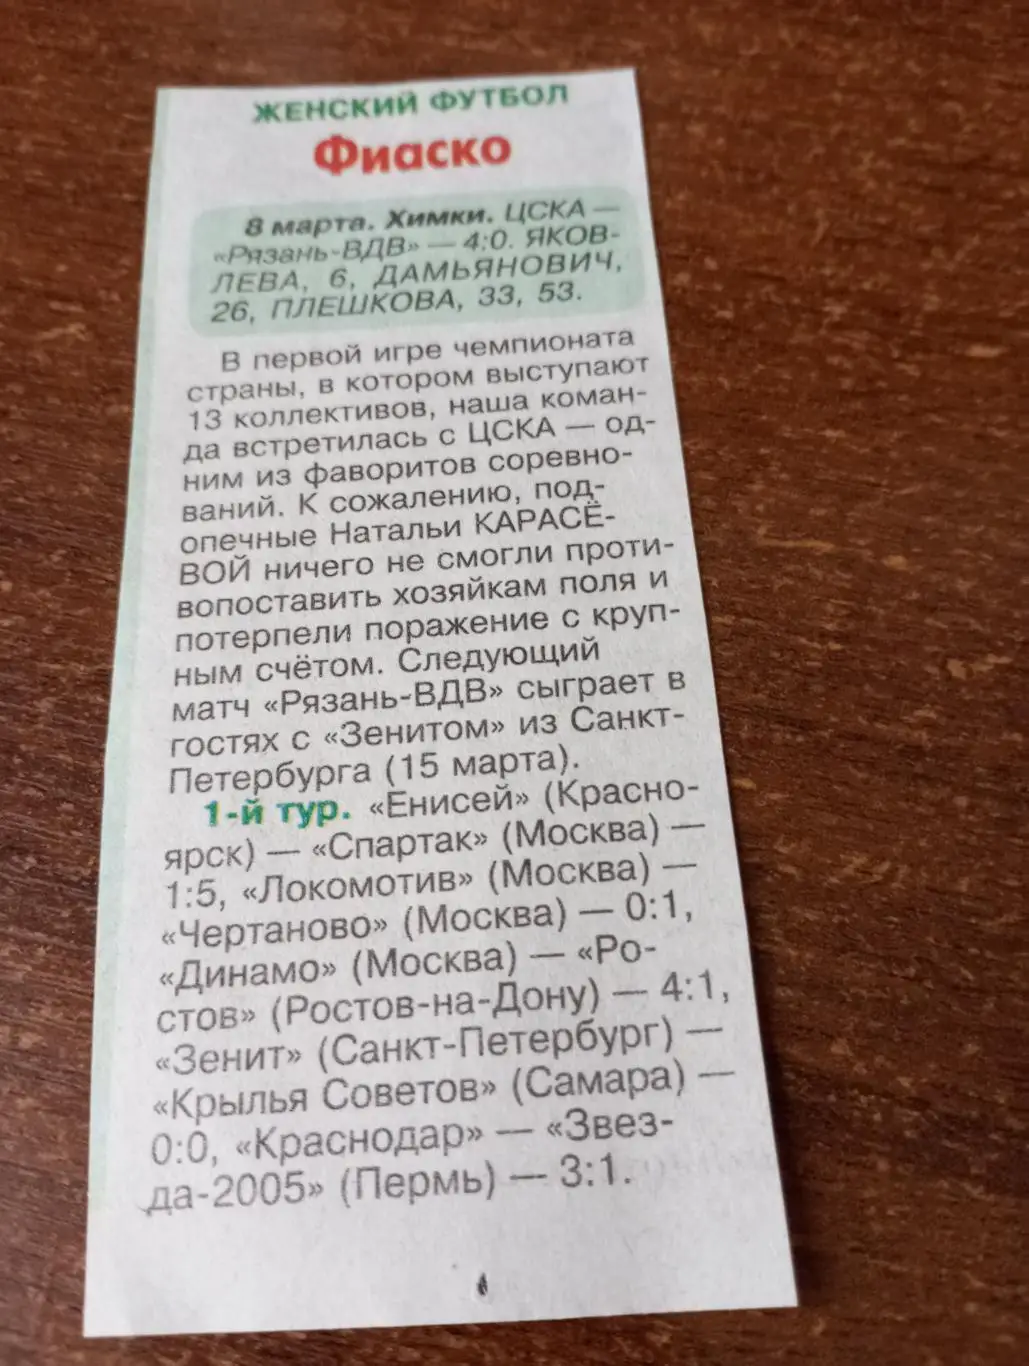 ЖЕНСКИЙ ФУТБОЛ
Фиаско
8 марта. Химки. ЦСКА —
«Рязань-ВДВ» — 4:0. ЯКОВ-
ЛЕВА, 6, ДАМЬЯНОВИЧ,
26, ПЛЕШКОВА, 33, 53.
В первой игре чемпионата
страны, в котором выступают
13 коллективов, наша коман-
да встретилась с ЦСКА — од-
ним из фаворитов соревно-
ваний. К сожалению, под-
опечные Натальи КАРАСЁ-
ВОЙ ничего не смогли проти-
вопоставить хозяйкам поля и
потерпели поражение с круп-
ным счётом. Следующий
матч «Рязань-ВДВ» сыграет в
гостях с «Зенитом» из Санкт-
Петербурга (15 марта).
1-й тур. «Енисей» (Красно-
ярск) — «Спартак» (Москва) —
1:5, «Локомотив» (Москва) —
«Чертаново» (Москва) — 0:1,
«Динамо» (Москва) — «Ро-
стов» (Ростов-на-Дону) — 4:1,
«Зенит» (Санкт-Петербург) —
«Крылья Советов» (Самара) —
0:0, «Краснодар» — «Звез-
да-2005» (Пермь) — 3:1.